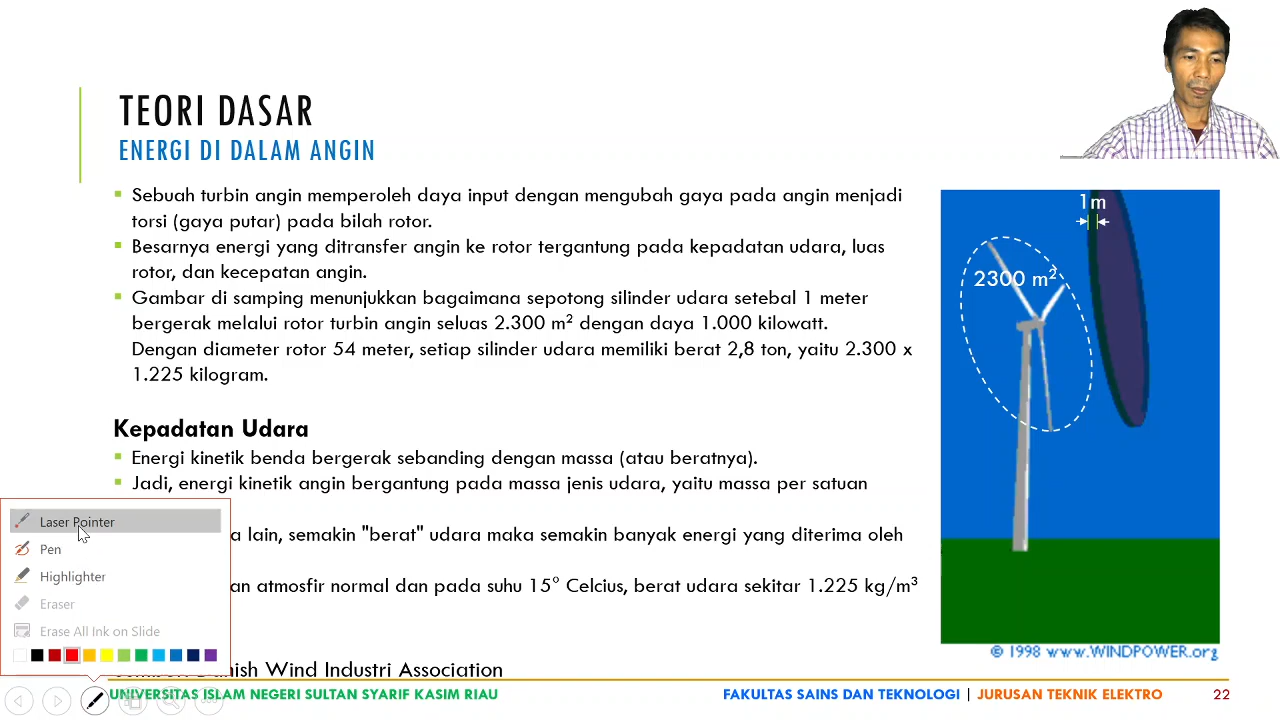 TEORI DASAR
ENERGI DI DALAM ANGIN
Sebuah turbin angin memperoleh daya input dengan mengubah gaya pada angin menjadi
torsi (gaya putar) pada bilah rotor.
Besarnya energi yang ditransfer angin ke rotor tergantung pada kepadatan udara, luas
rotor, dan kecepatan angin.
Gambar di samping menunjukkan bagaimana sepotong silinder udara setebal 1 meter
bergerak melalui rotor turbin angin seluas 2.300 m² dengan daya 1.000 kilowatt.
Dengan diameter rotor 54 meter, setiap silinder udara memiliki berat 2,8 ton, yaitu 2.300 x
1.225 kilogram.
Kepadatan Udara
Energi kinetik benda bergerak sebanding dengan massa (atau beratnya).
Jadi, energi kinetik angin bergantung pada massa jenis udara, yaitu massa per satuan
lain, semakin "berat" udara maka semakin banyak energi yang diterima oleh
atmosfir normal dan pada suhu 15° Celcius, berat udara sekitar 1.225 kg/m³
Danish Wind Industri Association
1m
2300 m²
© 1998 www.WINDPOWER.org
Laser Pointer
Pen
Highlighter
Eraser
Erase All Ink on Slide
UNIVERSITAS ISLAM NEGERI SULTAN SYARIF KASIM RIAU
FAKULTAS SAINS DAN TEKNOLOGI | JURUSAN TEKNIK ELEKTRO
22